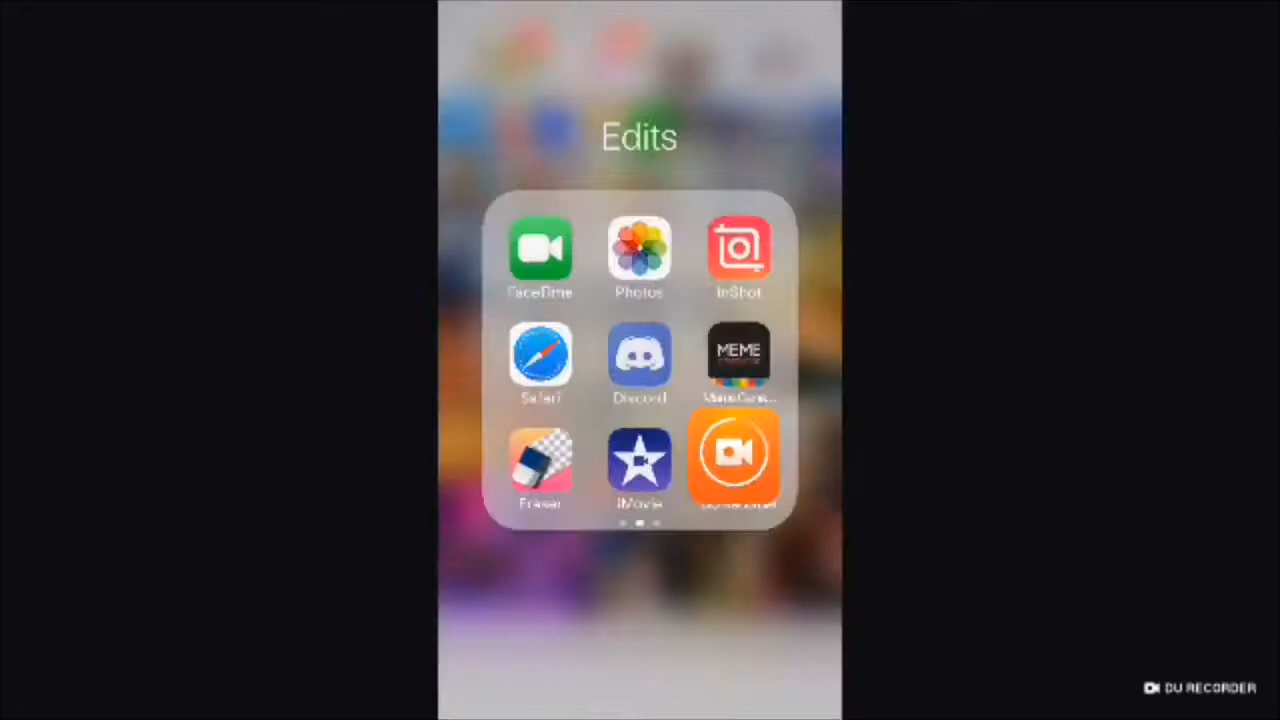 Edits
FaceTime
Photos
InShot
Safari
Discord
MEME
Eraser
iMovie
DU RECORDER